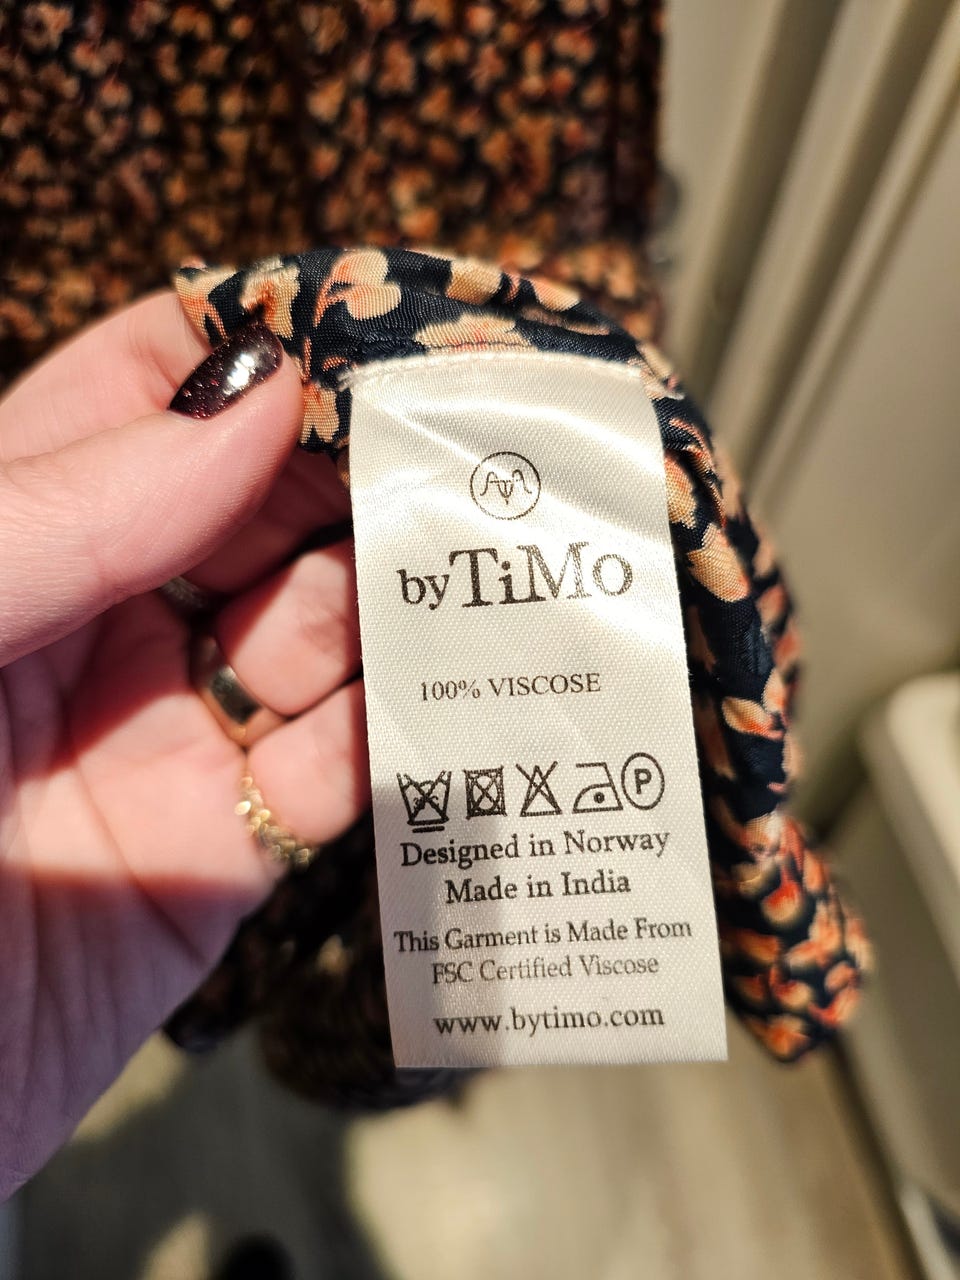 byTiMo
100% VISCOSE
P
Designed in Norway
Made in India
This Garment is Made From
FSC Certified Viscose
www.bytimo.com